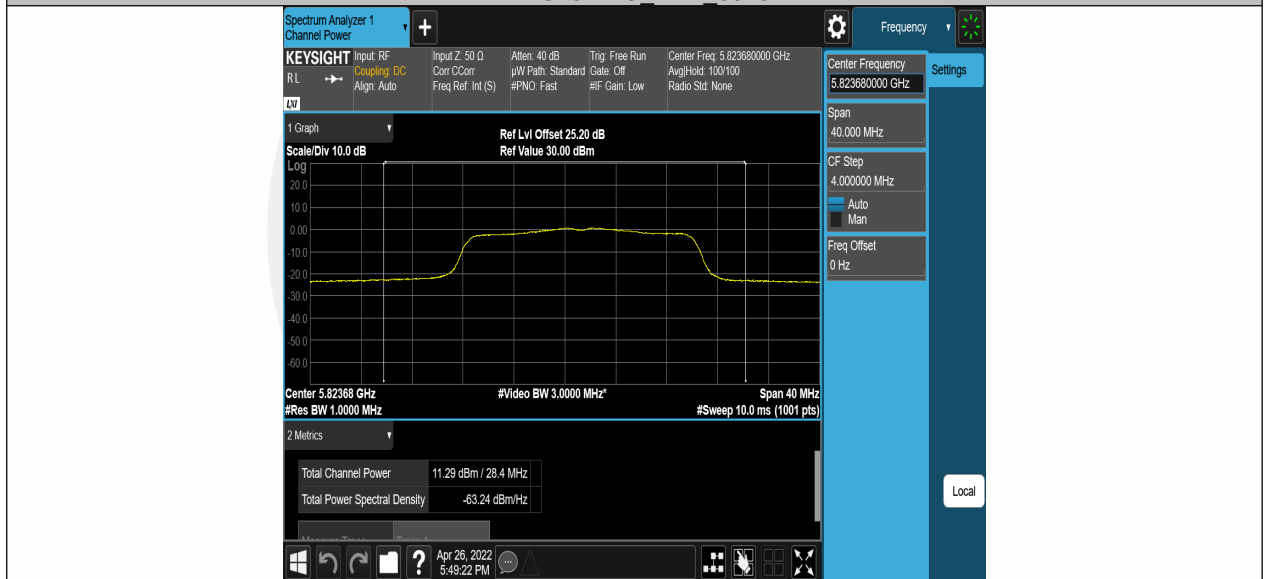 Spectrum Analyzer 1
Channel Power
+
Frequency
KEYSIGHT
RL
LXI
Input: RF
Coupling: DC
Align: Auto
Input Z: 50 Ω
Corr CCorr
Freq Ref: Int (S)
Atten: 40 dB
µW Path: Standard
#PNO: Fast
Trig: Free Run
Gate: Off
#IF Gain: Low
Center Freq: 5.823680000 GHz
Avg|Hold: 100/100
Radio Std: None
Center Frequency
5.823680000 GHz
Settings
Span
40.000 MHz
CF Step
4.000000 MHz
Auto
Man
Freq Offset
0 Hz
Local
1 Graph
Scale/Div 10.0 dB
Ref Lvl Offset 25.20 dB
Ref Value 30.00 dBm
Log
20.0
10.0
0.00
-10.0
-20.0
-30.0
-40.0
-50.0
-60.0
Center 5.82368 GHz
#Res BW 1.0000 MHz
#Video BW 3.0000 MHz*
Span 40 MHz
#Sweep 10.0 ms (1001 pts)
2 Metrics
Total Channel Power 11.29 dBm / 28.4 MHz
Total Power Spectral Density -63.24 dBm/Hz
?
Apr 26, 2022
5:49:22 PM